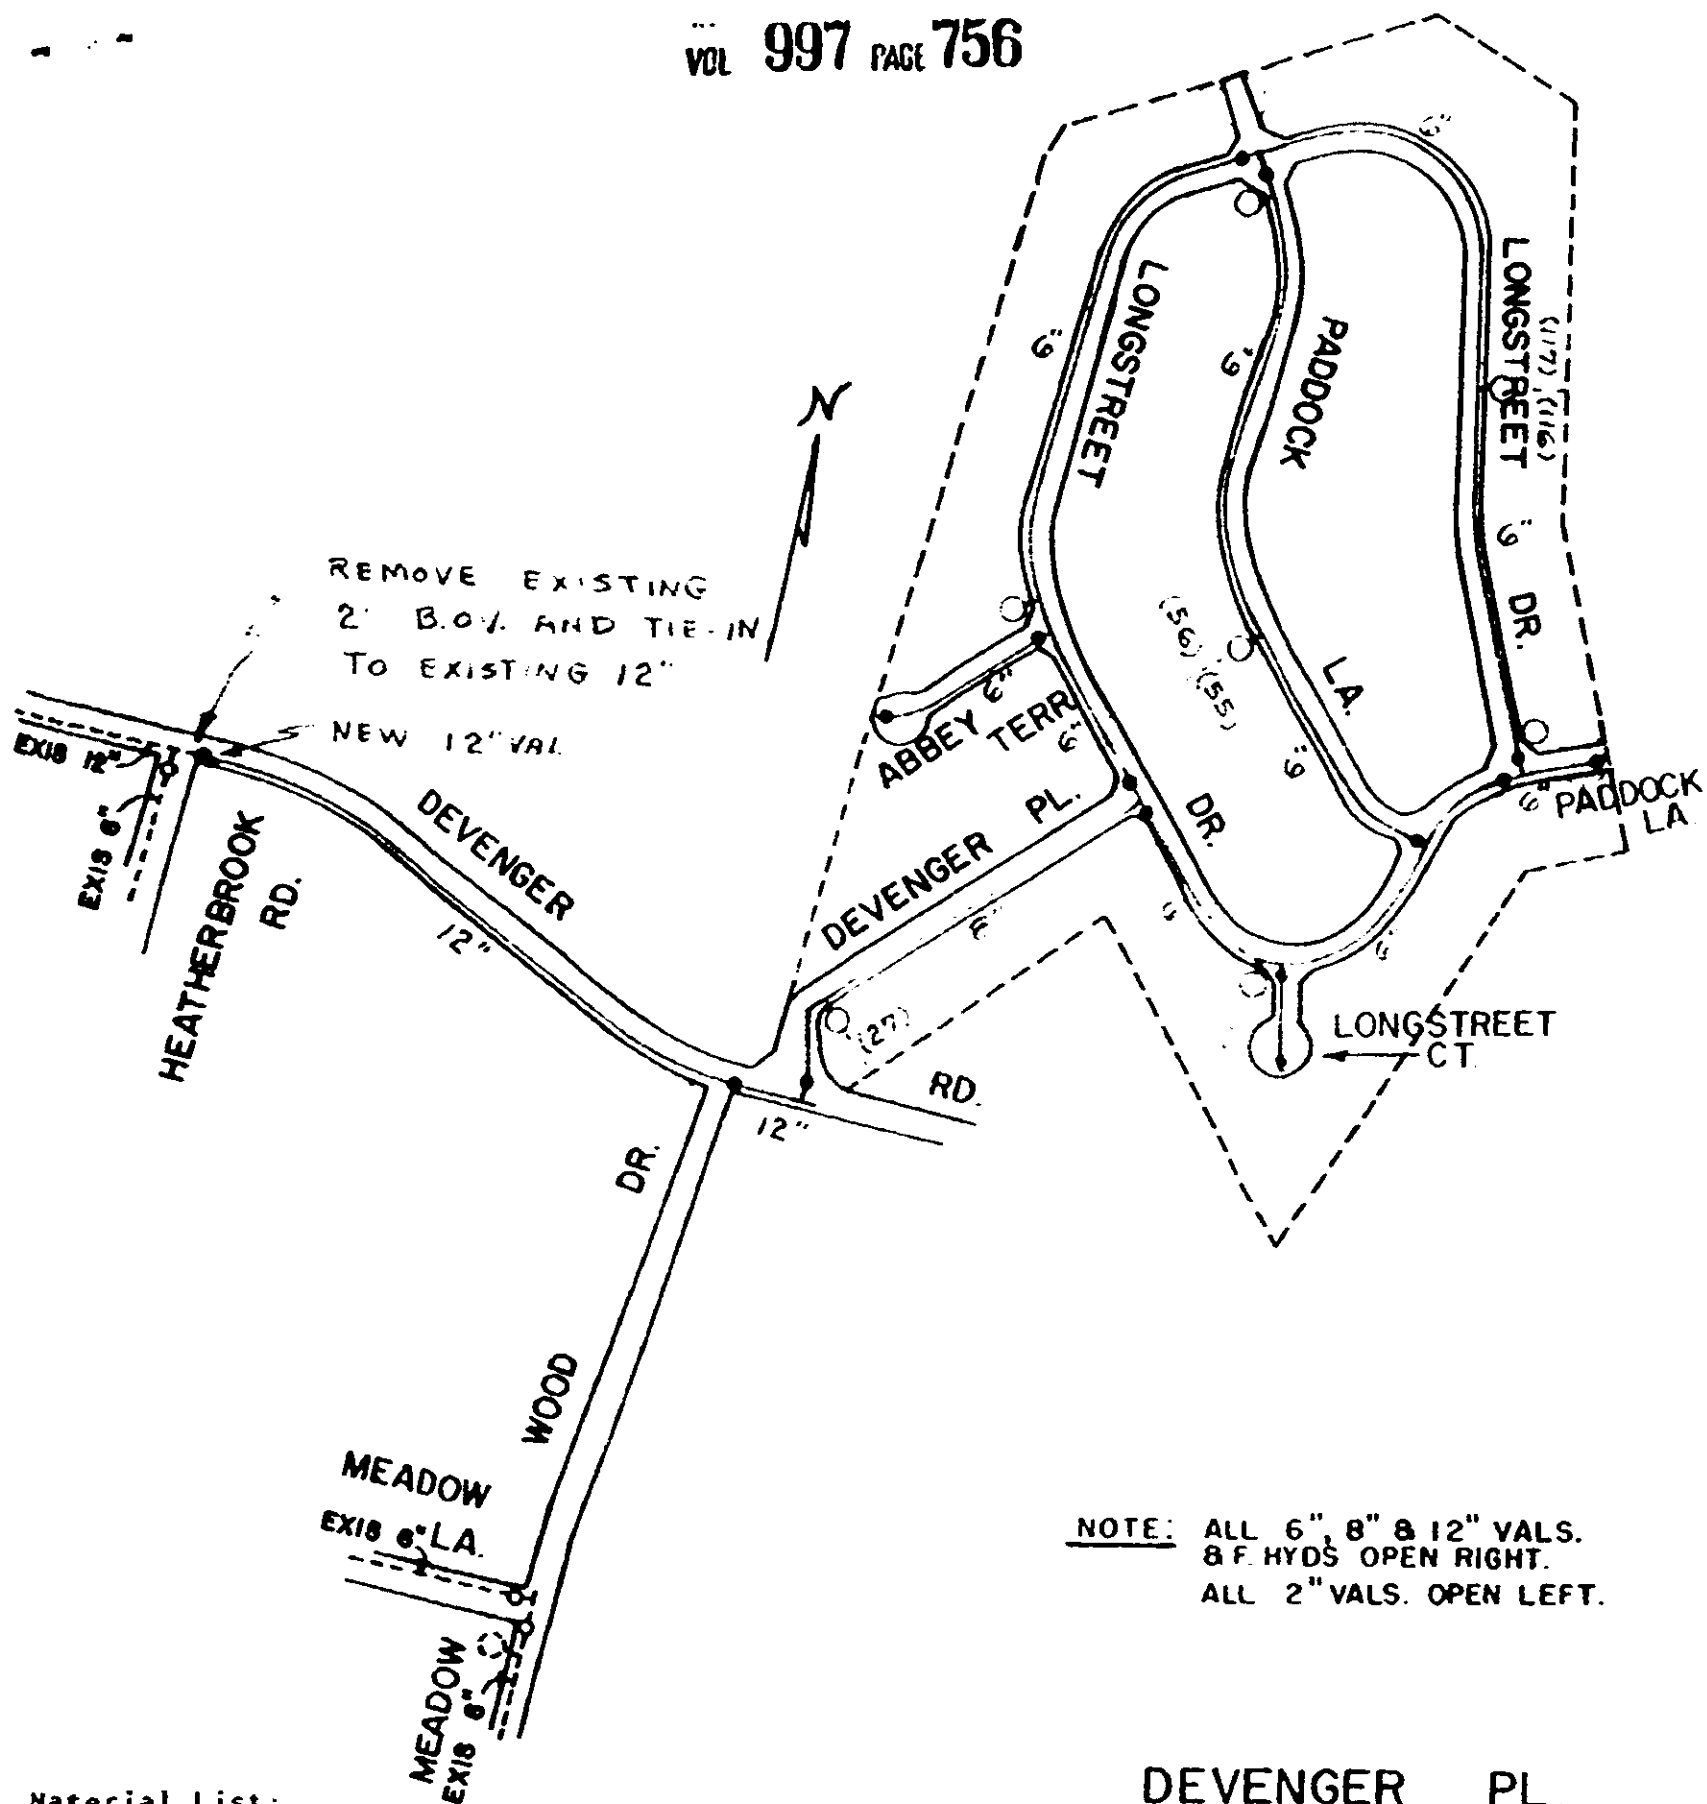 VOL 997 PAGE 756
N
REMOVE EXISTING
2" B.O. AND TIE-IN
TO EXISTING 12"
NEW 12" VAL
EXIS 12"
EXIS 6"
HEATHERBROOK
RD.
DEVENGER
12"
RD.
12"
LONGSTREET
DR.
6"
6"
PADDOCK
LA.
6"
6"
(56) (55)
6"
LONGSTREET
DR.
(117) (116)
6"
ABBEY
TERR
6"
DEVENGER PL.
(27)
PADDOCK
LA
6"
LONGSTREET
CT.
WOOD
DR.
MEADOW
LA.
EXIS 6"
MEADOW
EXIS 6"
NOTE: ALL 6", 8" & 12" VALS.
& F. HYDS OPEN RIGHT.
ALL 2" VALS. OPEN LEFT.
Material List:
DEVENGER PL.